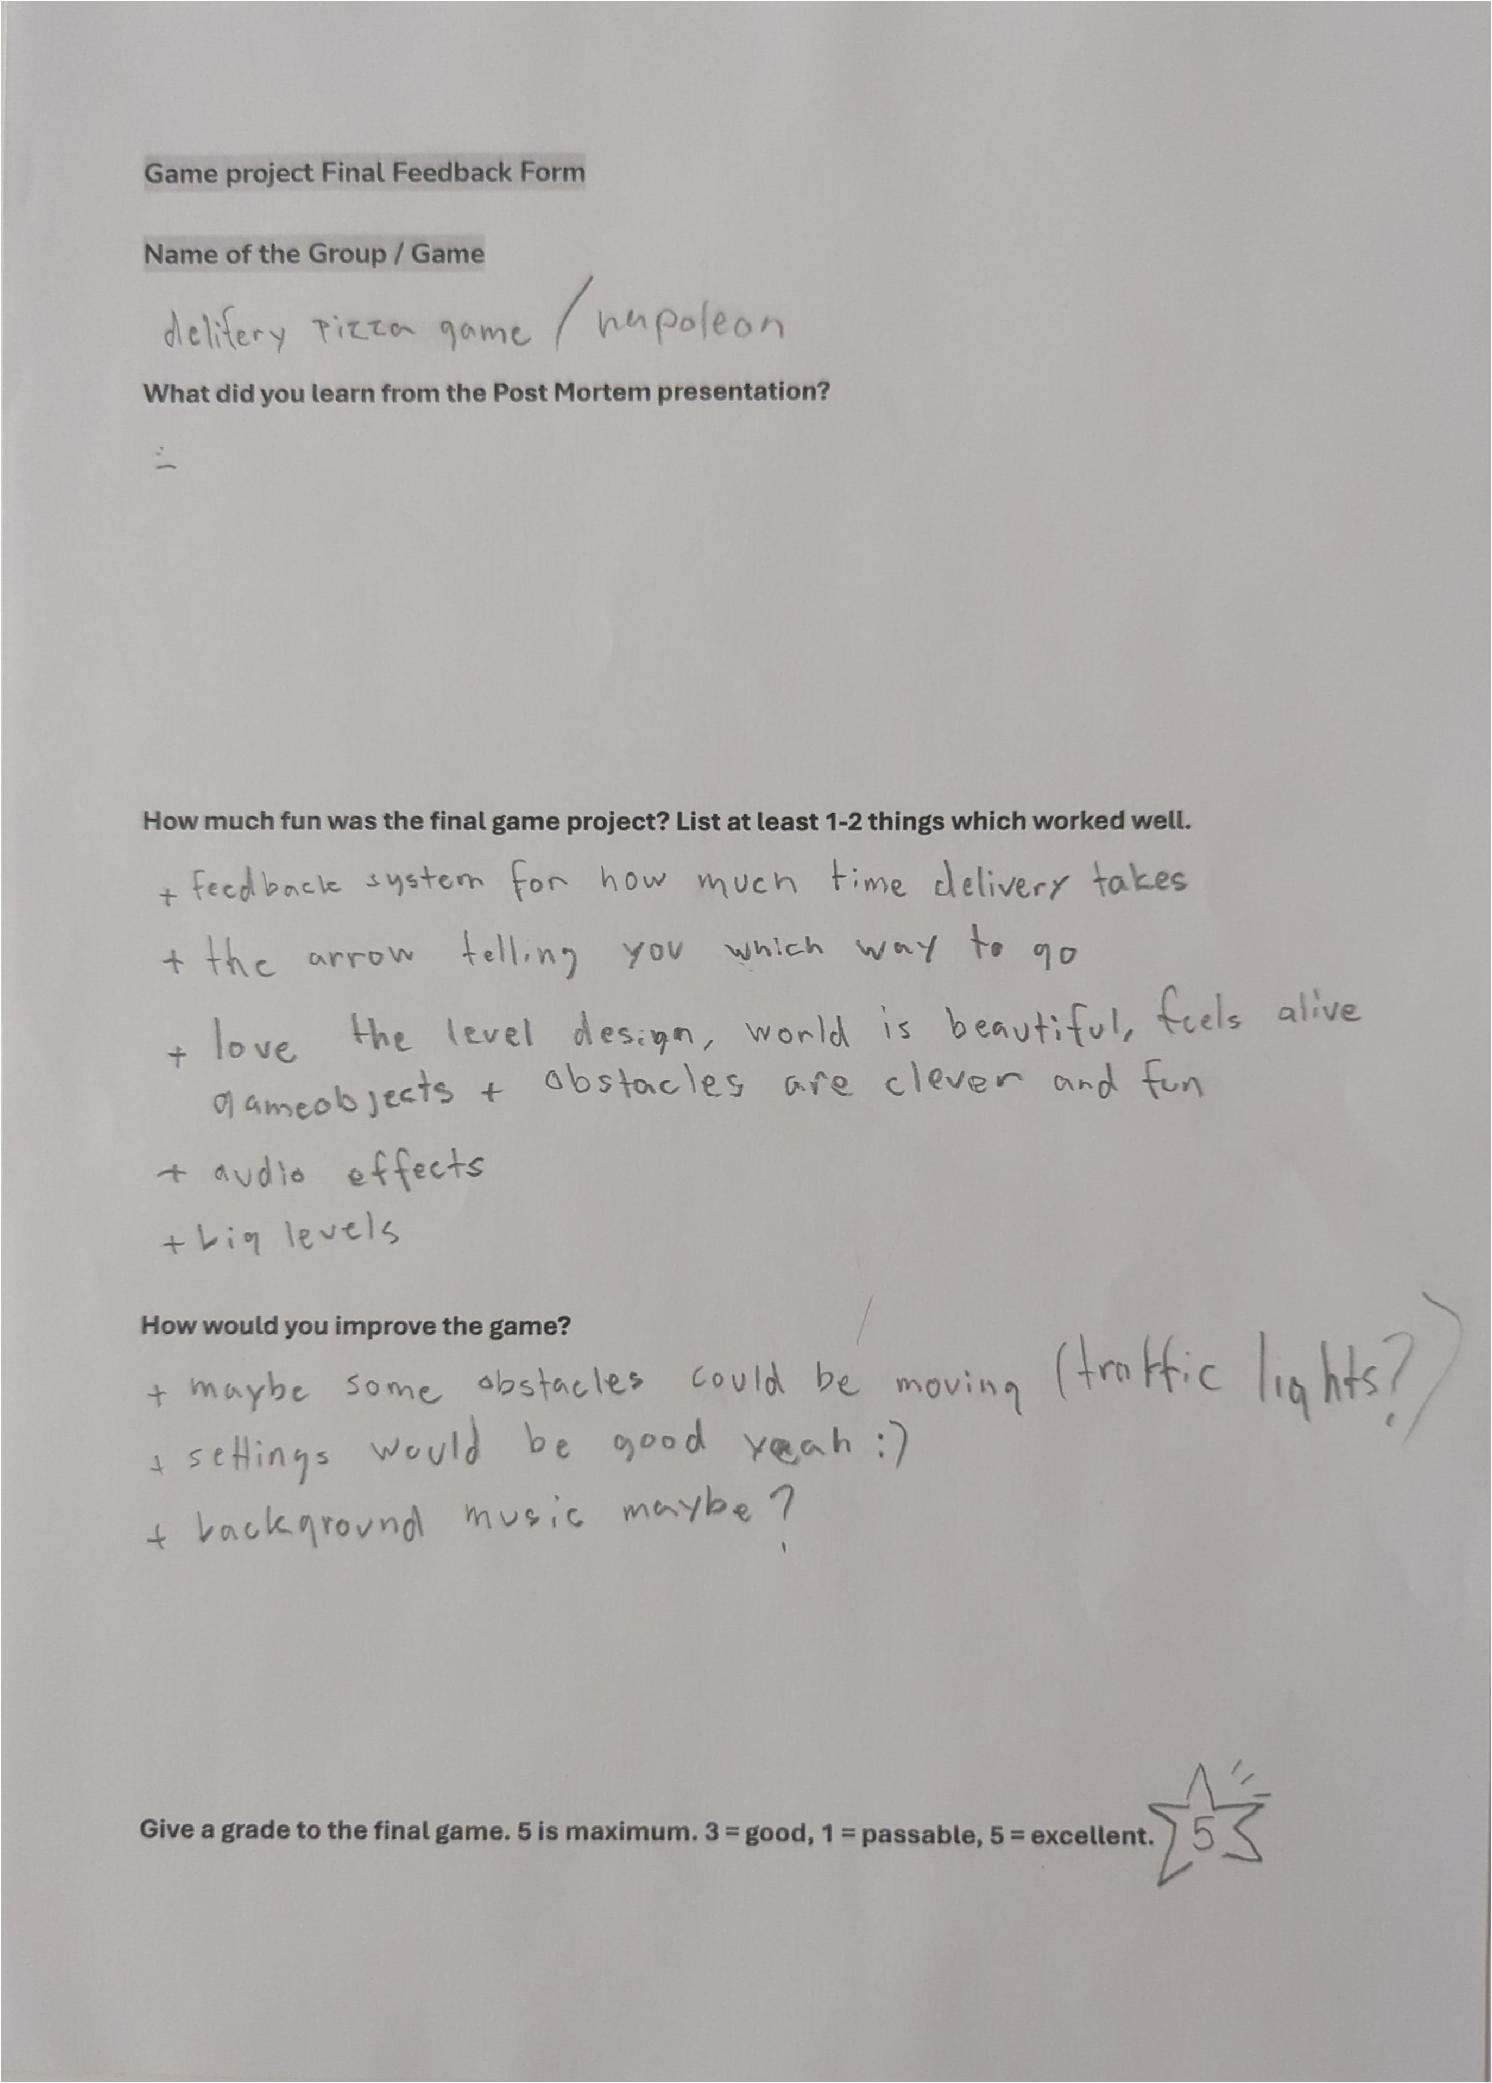 Game project Final Feedback Form
Name of the Group / Game
delifery pizza game / napoleon
What did you learn from the Post Mortem presentation?
How much fun was the final game project? List at least 1-2 things which worked well.
+ feedback system for how much time delivery takes
+ the arrow telling you which way to go
+ love the level design, world is beautiful, feels alive
gameobjects + obstacles are clever and fun
+ audio effects
+ big levels
How would you improve the game?
+ maybe some obstacles could be moving (traffic lights?)
+ settings would be good yeah :)
+ background music maybe?
Give a grade to the final game. 5 is maximum. 3 = good, 1 = passable, 5 = excellent. 5